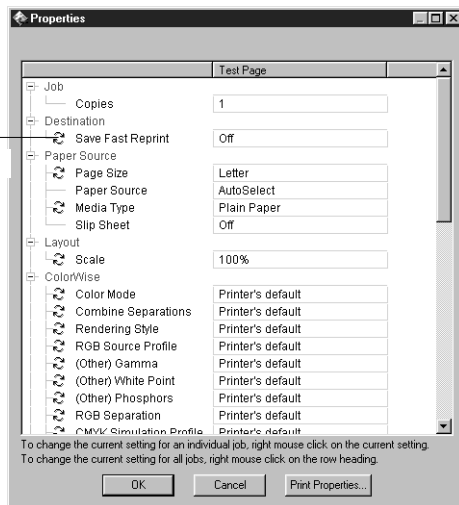 Properties
Test Page
Job
Copies 1
Destination
Save Fast Reprint Off
Paper Source
Page Size Letter
Paper Source AutoSelect
Media Type Plain Paper
Slip Sheet Off
Layout
Scale 100%
ColorWise
Color Mode Printer's default
Combine Separations Printer's default
Rendering Style Printer's default
RGB Source Profile Printer's default
(Other) Gamma Printer's default
(Other) White Point Printer's default
(Other) Phosphors Printer's default
RGB Separation Printer's default
CMYK Simulation Profile Printer's default
To change the current setting for an individual job, right mouse click on the current setting.
To change the current setting for all jobs, right mouse click on the row heading.
OK Cancel Print Properties...